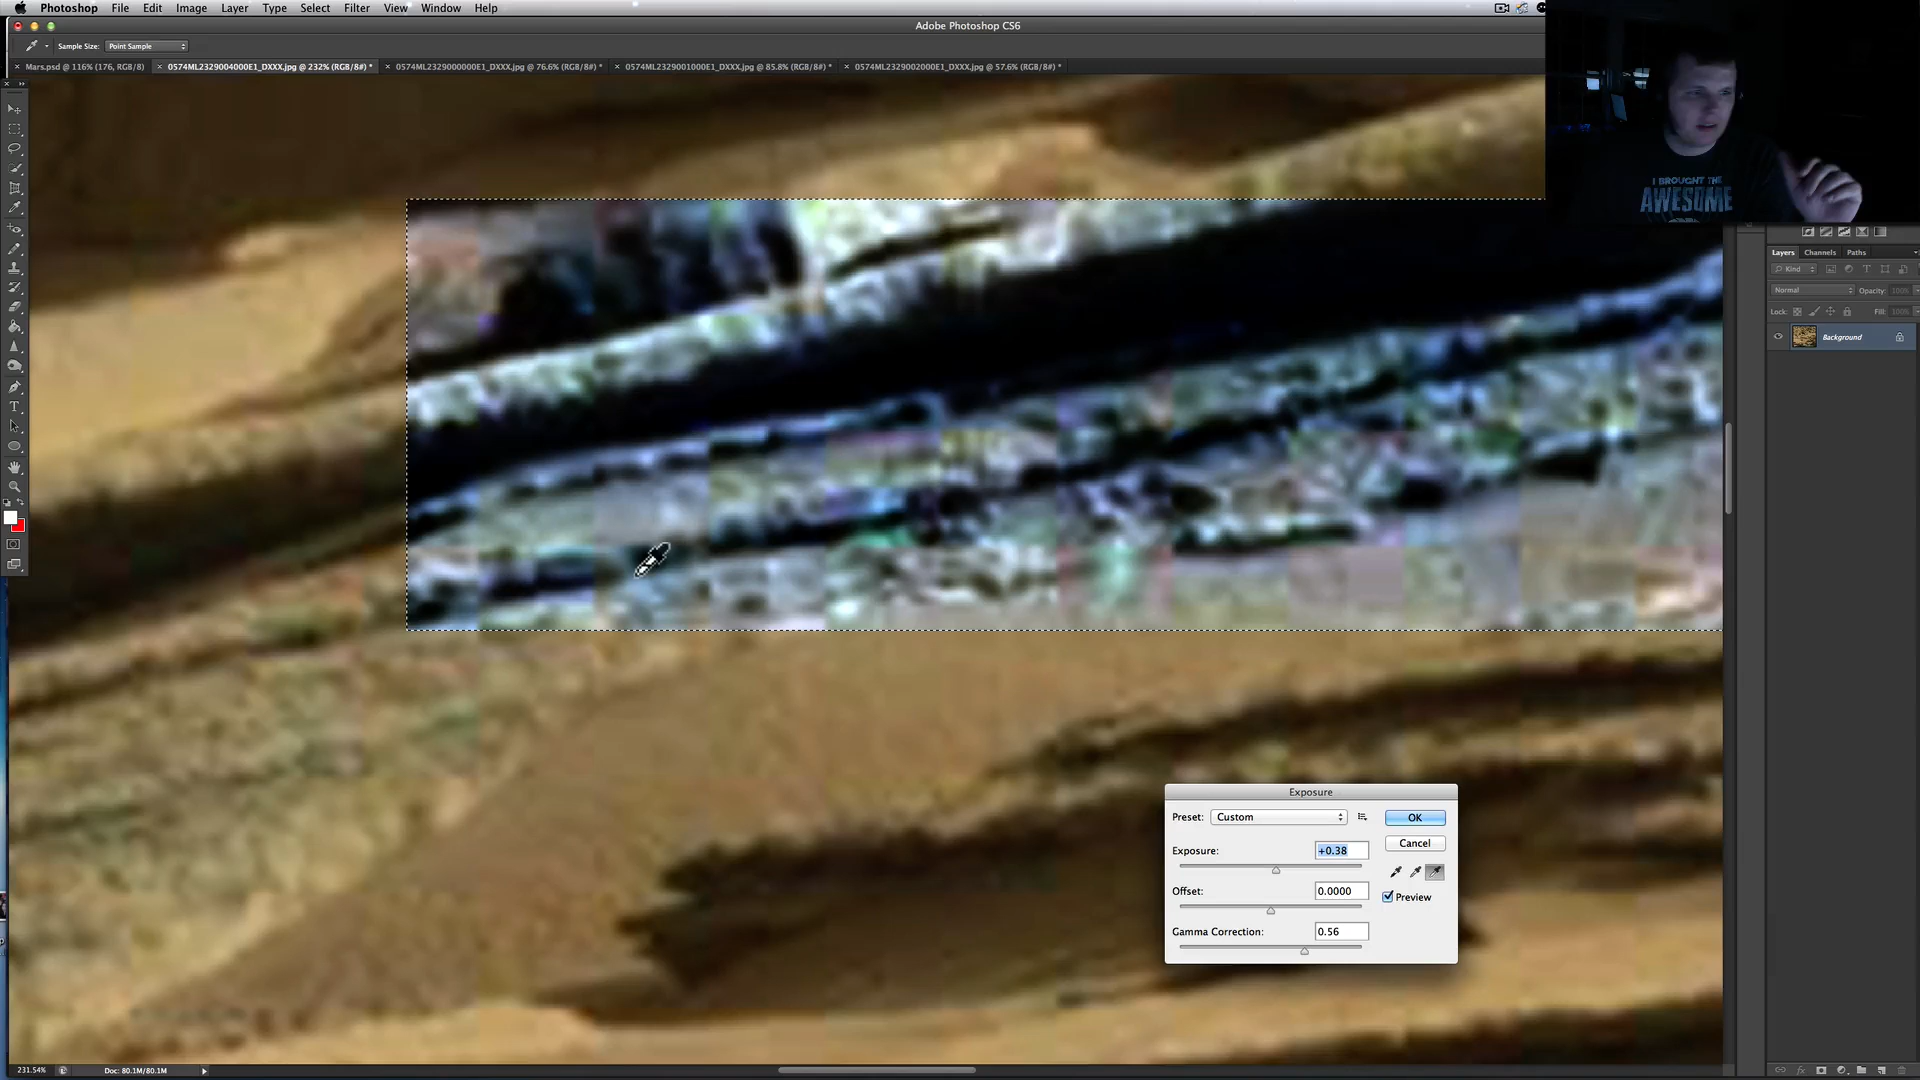 Photoshop File Edit Image Layer Type Select Filter View Window Help
Adobe Photoshop CS6
Sample Size: Point Sample
Mars.psd @ 116% (176, RGB/8) 0574ML2329004000E1_DXXX.jpg @ 232% (RGB/8#) * 0574ML2329000000E1_DXXX.jpg @ 76.6% (RGB/8#) * 0574ML2329001000E1_DXXX.jpg @ 85.8% (RGB/8#) * 0574ML2329002000E1_DXXX.jpg @ 57.6% (RGB/8#) *
I BROUGHT THE
AWESOME
Layers Channels Paths
Kind
Normal Opacity: 100%
Lock: Fill: 100%
Background
Exposure
Preset: Custom OK
Cancel
Exposure: +0.38
Offset: 0.0000
Preview
Gamma Correction: 0.56
231.54% Doc: 80.1M/80.1M